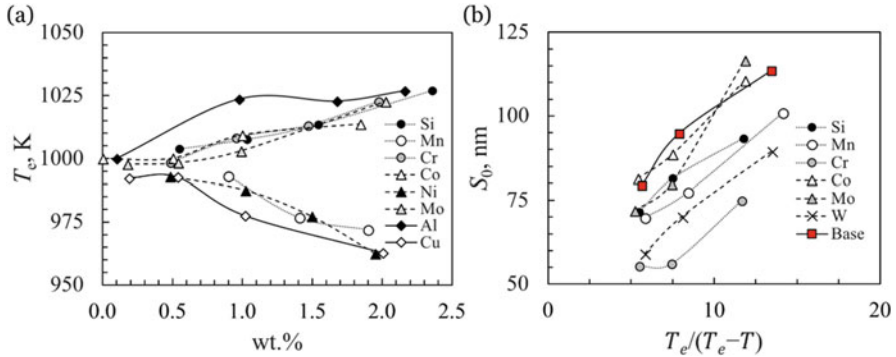 (a)
1050
1025
1000
975
950
Tₑ, K
0.0 0.5 1.0 1.5 2.0 2.5
wt.%
Si
Mn
Cr
Co
Ni
Mo
Al
Cu
(b)
125
100
75
50
S₀, nm
5 10 15 20
Tₑ/(Tₑ−T)
Si
Mn
Cr
Co
Mo
W
Base